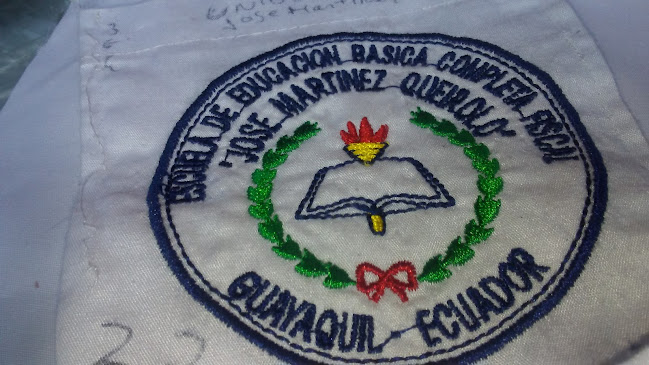 ESCUELA DE EDUCACION BASICA COMPLETA FISCAL
"JOSE MARTINEZ QUEIROLO"
GUAYAQUIL - ECUADOR